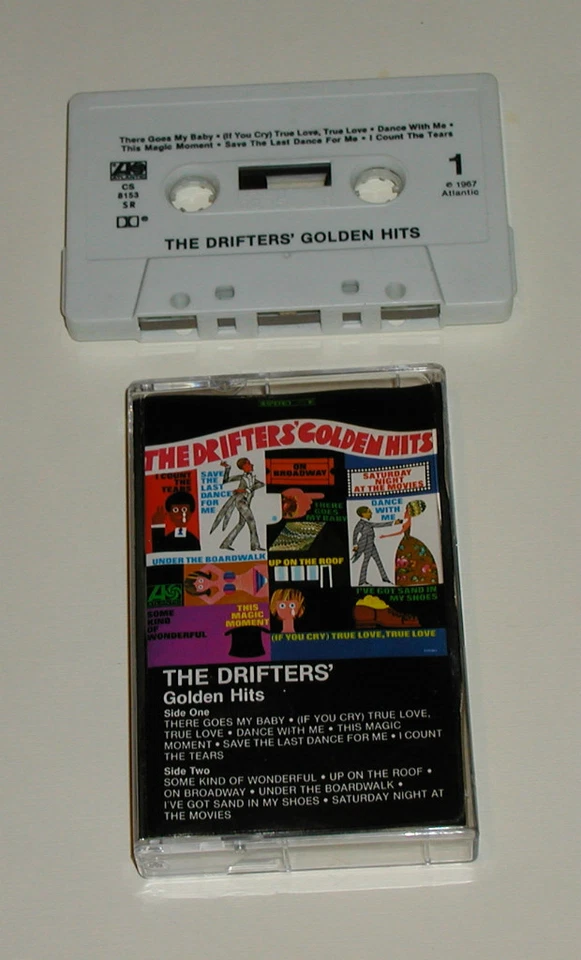 There Goes My Baby • (If You Cry) True Love, True Love • Dance With Me •
This Magic Moment • Save The Last Dance For Me • I Count The Tears
ATLANTIC
CS
8153
SR
1
℗ 1967
Atlantic
THE DRIFTERS' GOLDEN HITS
THE DRIFTERS' GOLDEN HITS
I COUNT
THE
TEARS
SAVE
THE
LAST
DANCE
FOR
ME
ON
BROADWAY
SATURDAY
NIGHT
AT THE MOVIES
THERE
GOES
MY BABY
DANCE
WITH
ME
UNDER THE BOARDWALK
UP ON THE ROOF
I'VE GOT SAND IN
MY SHOES
SOME
KIND
OF
WONDERFUL
THIS
MAGIC
MOMENT
(IF YOU CRY) TRUE LOVE, TRUE LOVE
THE DRIFTERS'
Golden Hits
Side One
THERE GOES MY BABY • (IF YOU CRY) TRUE LOVE,
TRUE LOVE • DANCE WITH ME • THIS MAGIC
MOMENT • SAVE THE LAST DANCE FOR ME • I COUNT
THE TEARS
Side Two
SOME KIND OF WONDERFUL • UP ON THE ROOF •
ON BROADWAY • UNDER THE BOARDWALK •
I'VE GOT SAND IN MY SHOES • SATURDAY NIGHT AT
THE MOVIES